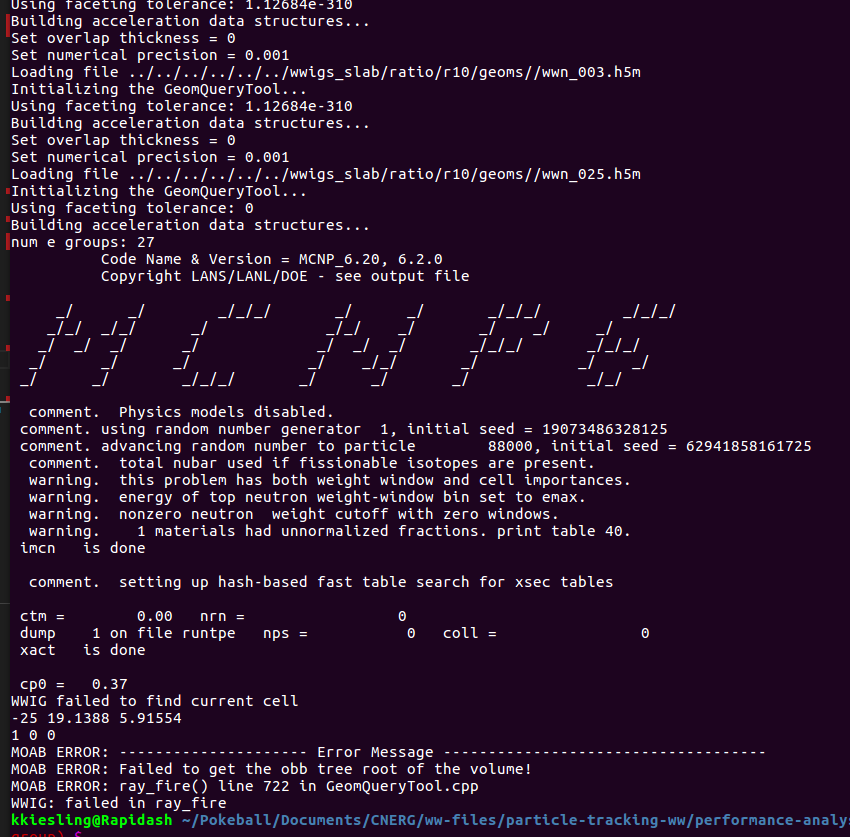 Using faceting tolerance: 1.12684e-310
Building acceleration data structures...
Set overlap thickness = 0
Set numerical precision = 0.001
Loading file ../../../../../../wwigs_slab/ratio/r10/geoms//wwn_003.h5m
Initializing the GeomQueryTool...
Using faceting tolerance: 1.12684e-310
Building acceleration data structures...
Set overlap thickness = 0
Set numerical precision = 0.001
Loading file ../../../../../../wwigs_slab/ratio/r10/geoms//wwn_025.h5m
Initializing the GeomQueryTool...
Using faceting tolerance: 0
Building acceleration data structures...
num e groups: 27
          Code Name & Version = MCNP_6.20, 6.2.0
          Copyright LANS/LANL/DOE - see output file

     _/      _/        _/_/_/       _/      _/       _/_/_/         _/_/_/
    _/_/  _/_/      _/             _/_/    _/       _/    _/     _/
   _/  _/  _/      _/             _/  _/  _/       _/_/_/       _/_/_/
  _/      _/      _/             _/    _/_/       _/           _/    _/
 _/      _/        _/_/_/       _/      _/       _/             _/_/

  comment.  Physics models disabled.
 comment. using random number generator  1, initial seed = 19073486328125
 comment. advancing random number to particle        88000, initial seed = 62941858161725
  comment.  total nubar used if fissionable isotopes are present.
  warning.  this problem has both weight window and cell importances.
  warning.  energy of top neutron weight-window bin set to emax.
  warning.  nonzero neutron  weight cutoff with zero windows.
  warning.    1 materials had unnormalized fractions. print table 40.
 imcn   is done

  comment.  setting up hash-based fast table search for xsec tables

 ctm =        0.00   nrn =                 0
 dump    1 on file runtpe   nps =           0   coll =                0
 xact   is done

 cp0 =   0.37
WWIG failed to find current cell
-25 19.1388 5.91554
1 0 0
MOAB ERROR: --------------------- Error Message ------------------------------------
MOAB ERROR: Failed to get the obb tree root of the volume!
MOAB ERROR: ray_fire() line 722 in GeomQueryTool.cpp
WWIG: failed in ray_fire
kkiesling@Rapidash ~/Pokeball/Documents/CNERG/ww-files/particle-tracking-ww/performance-analys